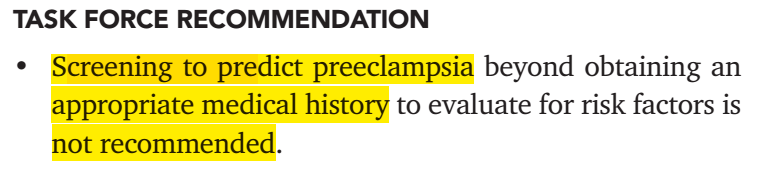 TASK FORCE RECOMMENDATION
• Screening to predict preeclampsia beyond obtaining an
appropriate medical history to evaluate for risk factors is
not recommended.